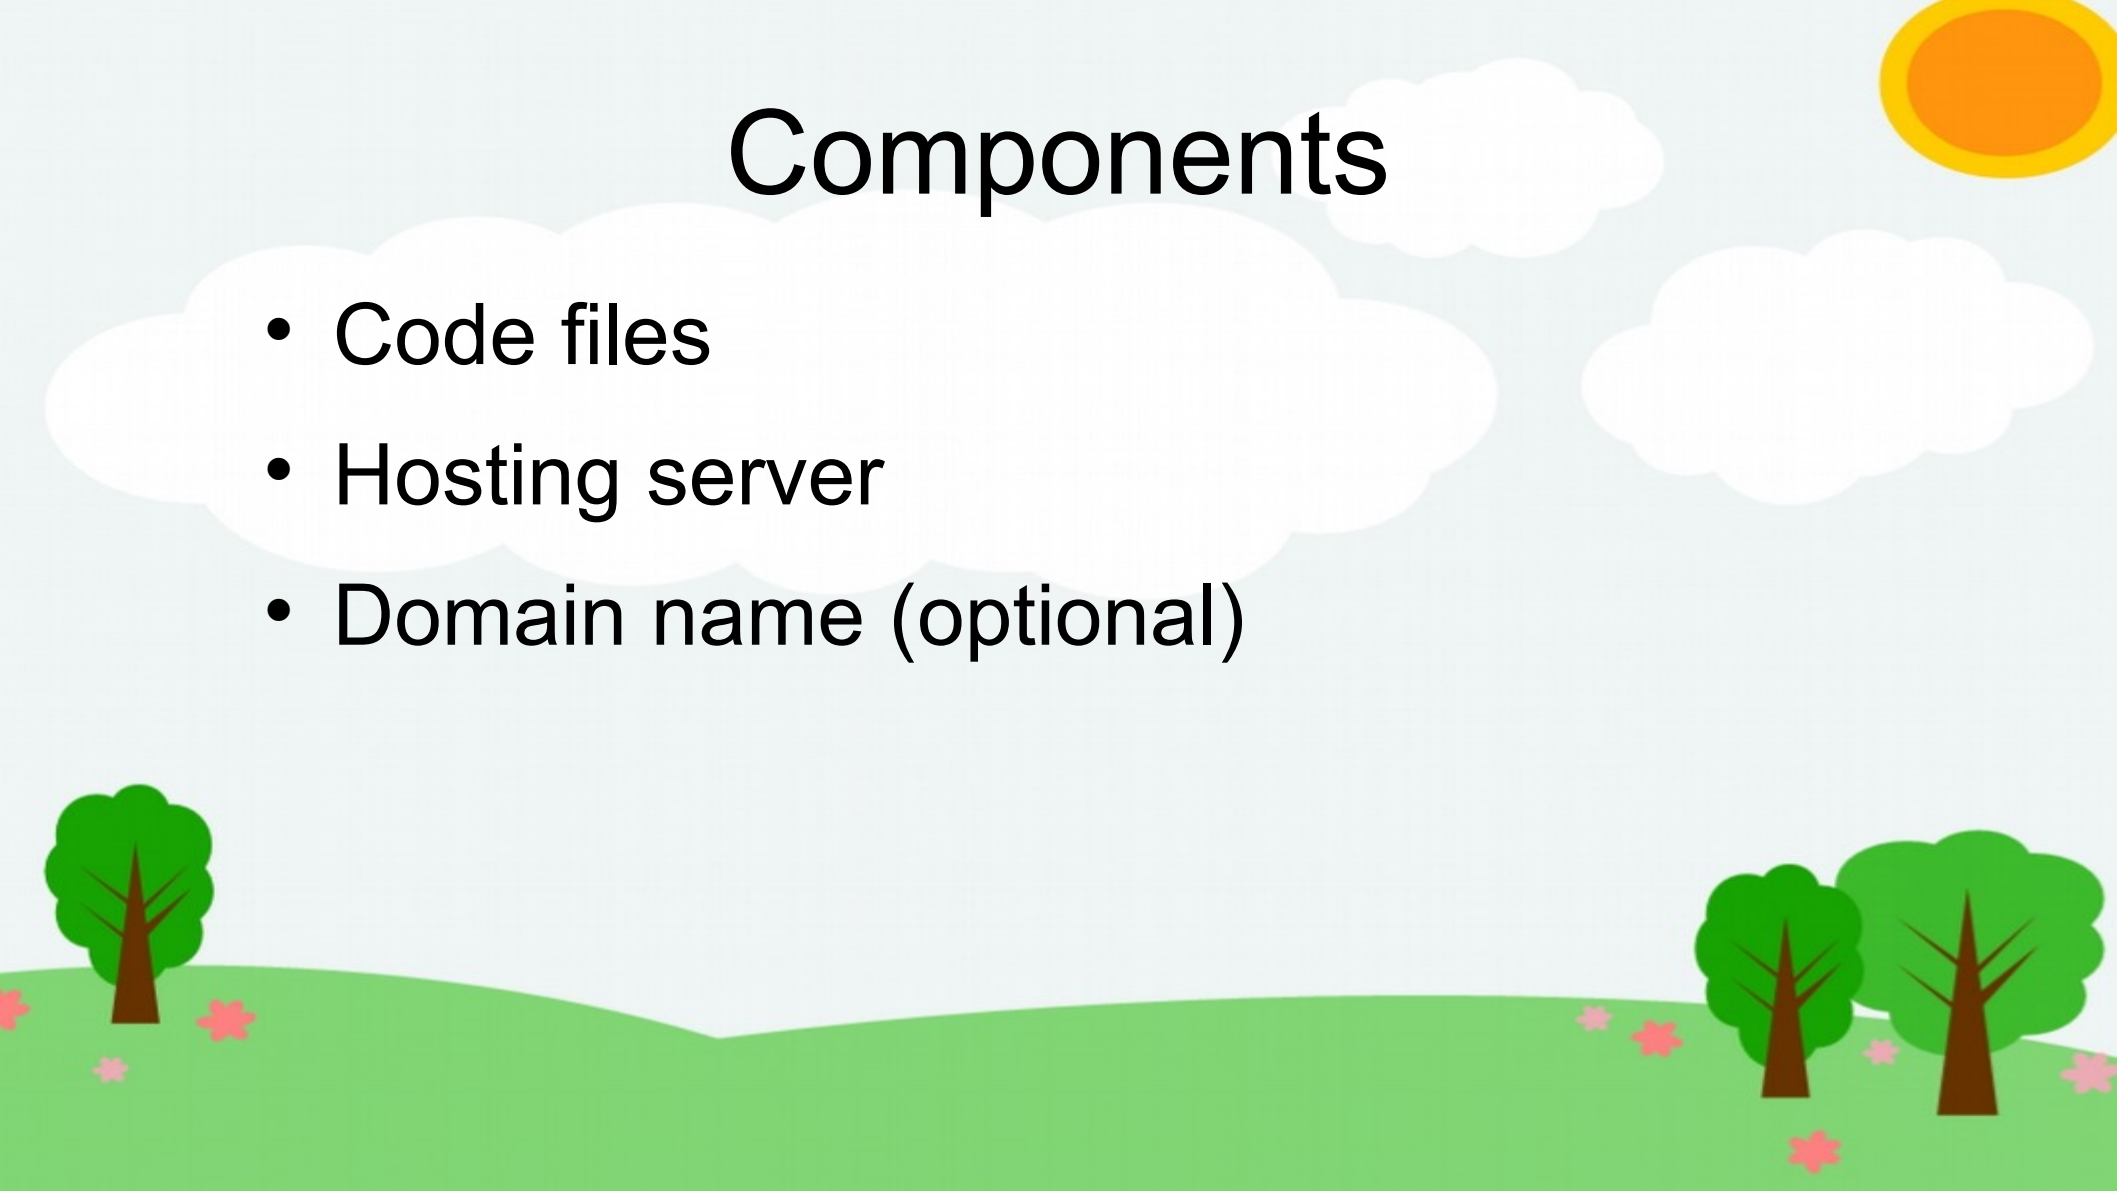 Components
• Code files
• Hosting server
• Domain name (optional)